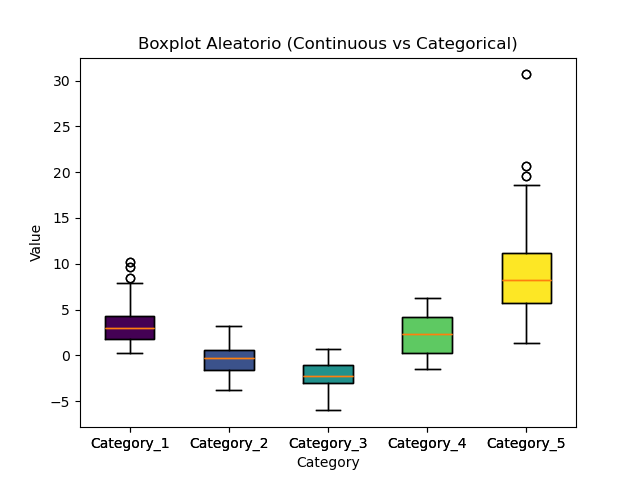 Boxplot Aleatorio (Continuous vs Categorical)
30
25
20
15
10
5
0
−5
Value
Category_1 Category_2 Category_3 Category_4 Category_5
Category